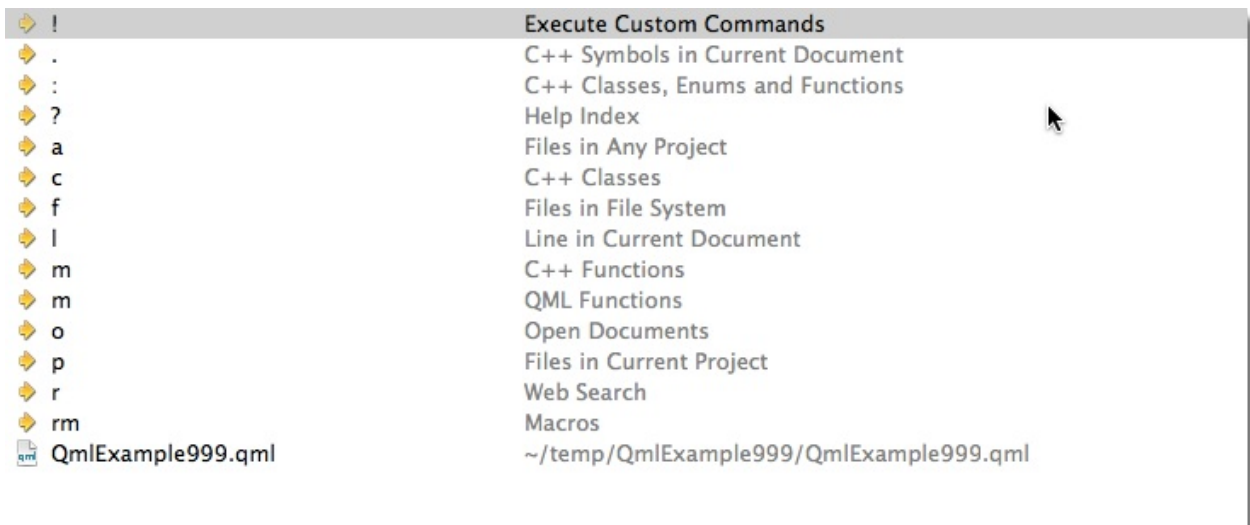 ! Execute Custom Commands
. C++ Symbols in Current Document
: C++ Classes, Enums and Functions
? Help Index
a Files in Any Project
c C++ Classes
f Files in File System
l Line in Current Document
m C++ Functions
m QML Functions
o Open Documents
p Files in Current Project
r Web Search
rm Macros
qml QmlExample999.qml ~/temp/QmlExample999/QmlExample999.qml